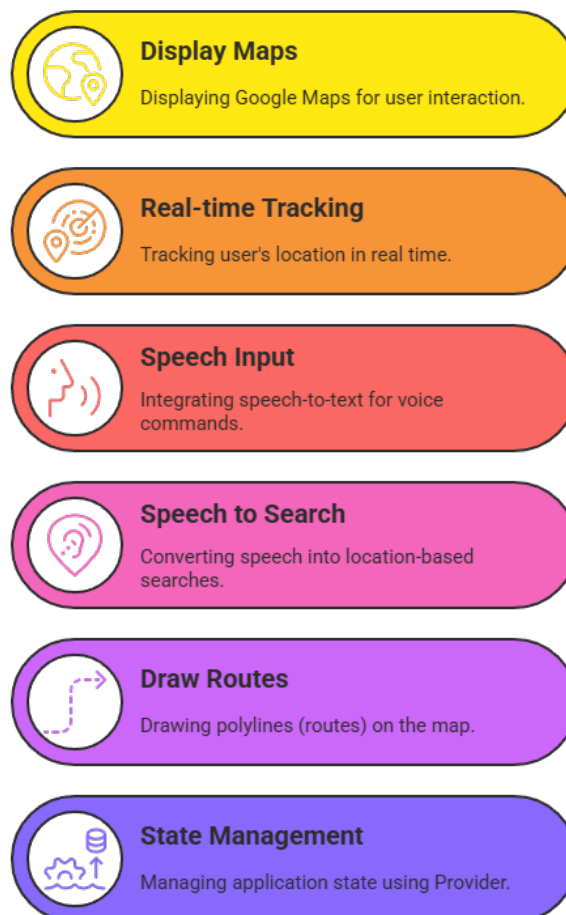 Display Maps
Displaying Google Maps for user interaction.
Real-time Tracking
Tracking user's location in real time.
Speech Input
Integrating speech-to-text for voice
commands.
Speech to Search
Converting speech into location-based
searches.
Draw Routes
Drawing polylines (routes) on the map.
State Management
Managing application state using Provider.